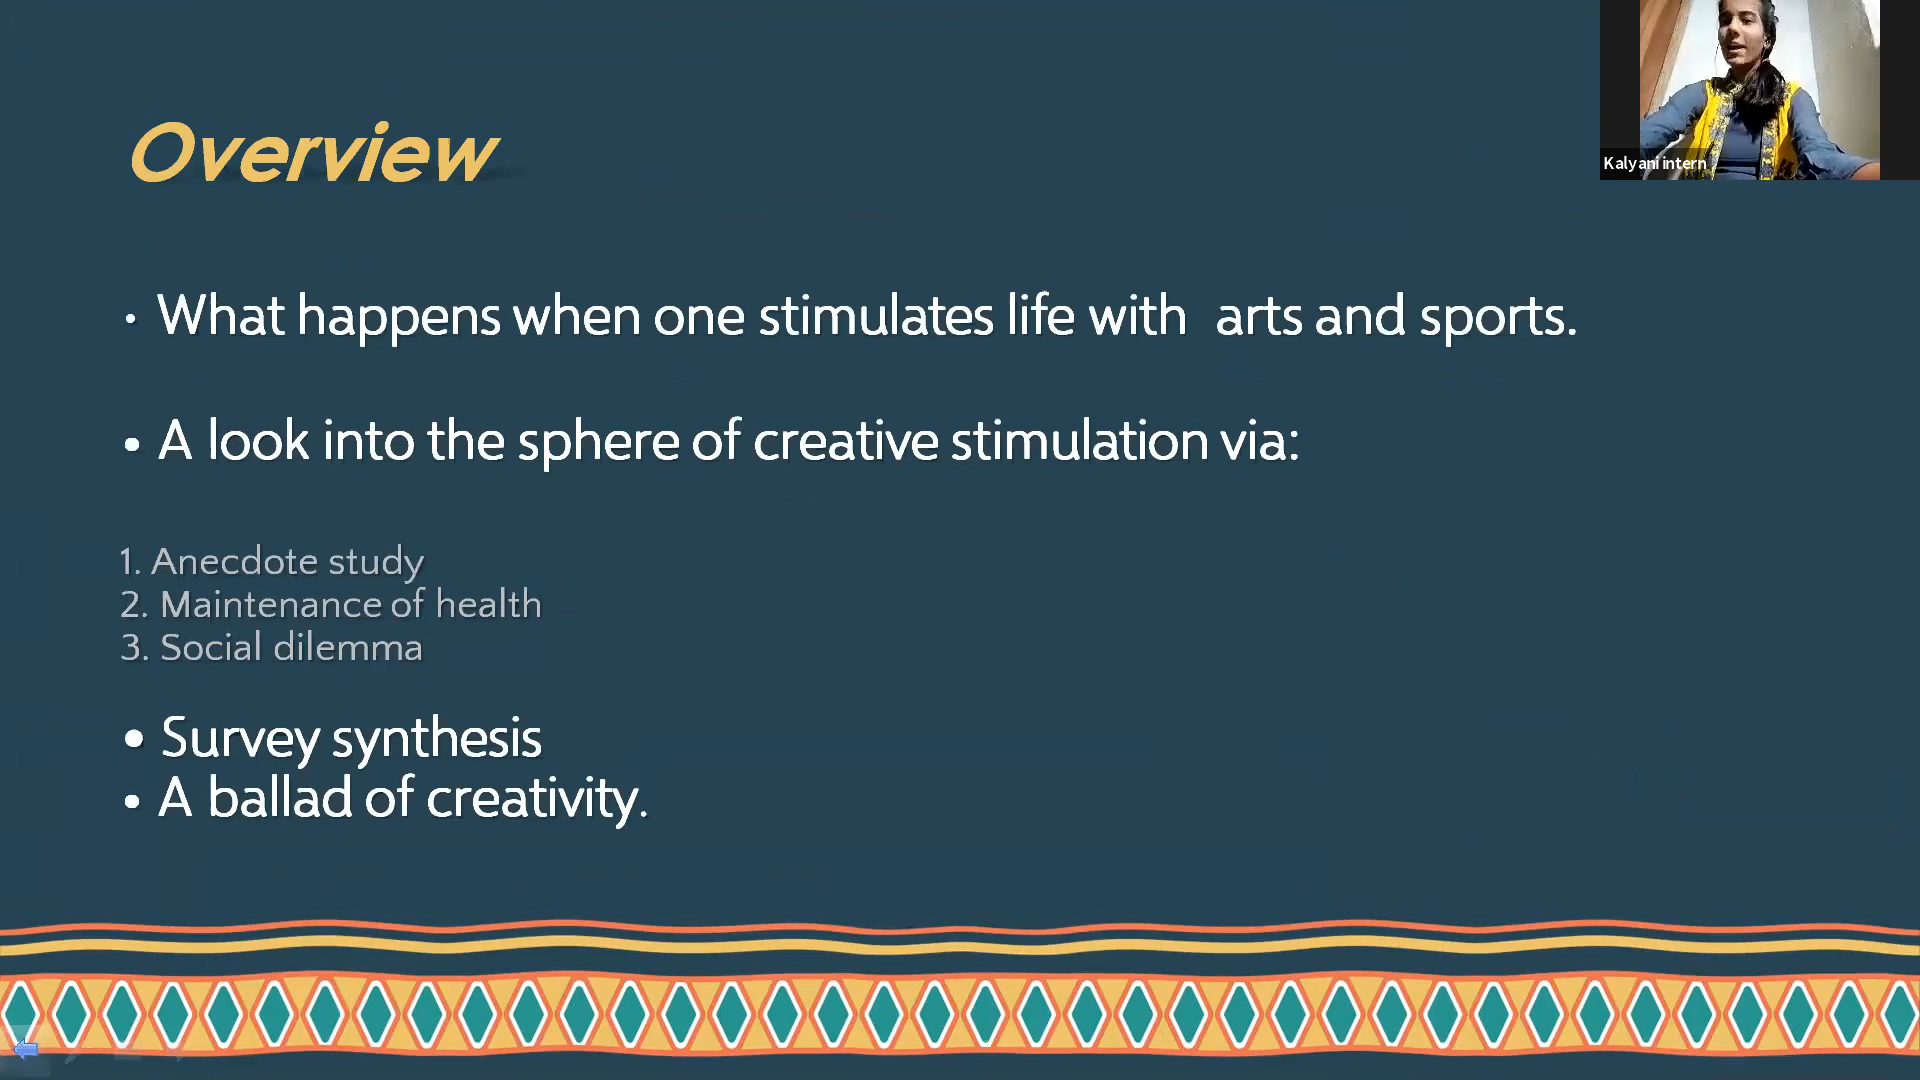 Overview
Kalyani intern
• What happens when one stimulates life with arts and sports.
• A look into the sphere of creative stimulation via:
1. Anecdote study
2. Maintenance of health
3. Social dilemma
• Survey synthesis
• A ballad of creativity.